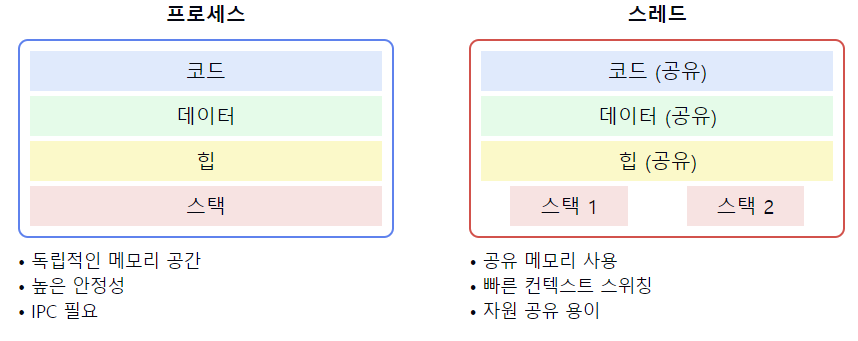 프로세스
코드
데이터
힙
스택
• 독립적인 메모리 공간
• 높은 안정성
• IPC 필요
스레드
코드 (공유)
데이터 (공유)
힙 (공유)
스택 1 스택 2
• 공유 메모리 사용
• 빠른 컨텍스트 스위칭
• 자원 공유 용이